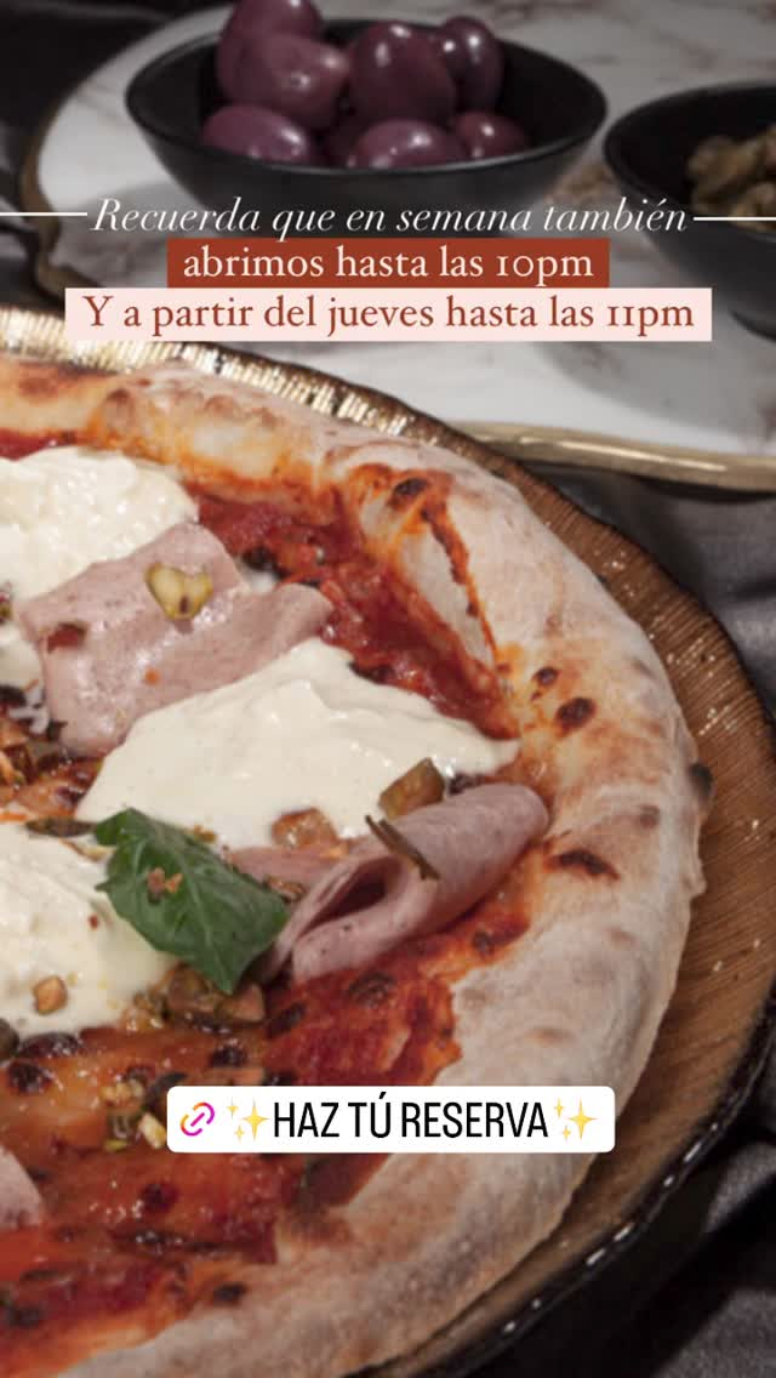 Recuerda que en semana también
abrimos hasta las 10pm
Y a partir del jueves hasta las 11pm
✨HAZ TÚ RESERVA✨